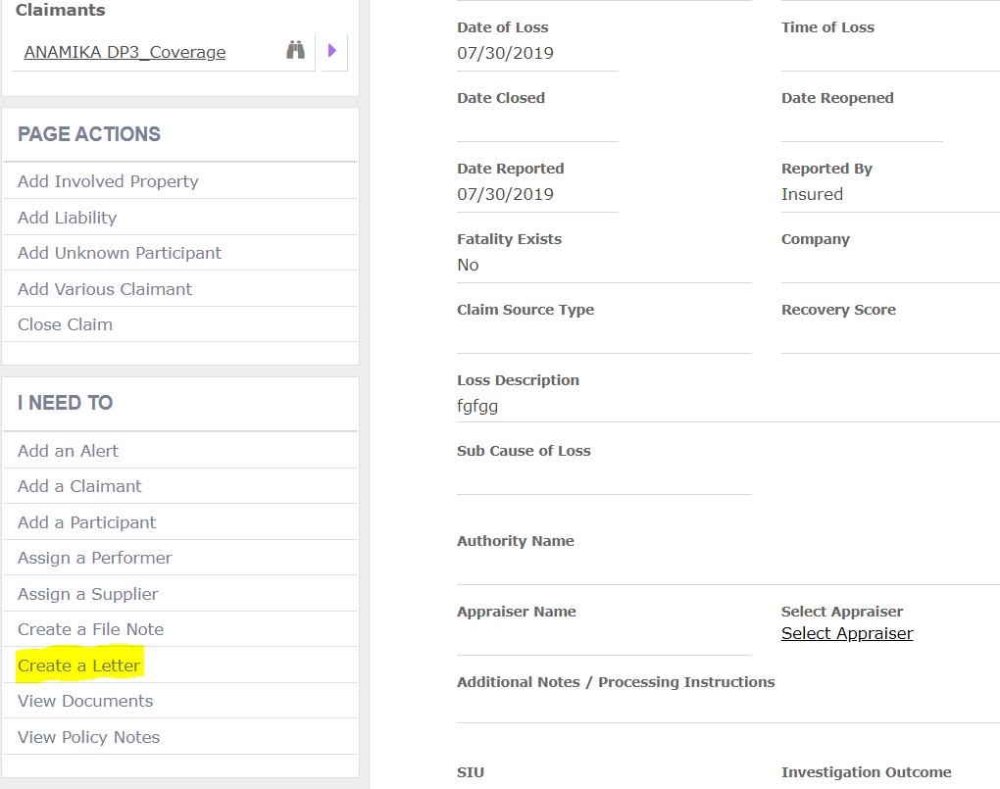 Claimants
ANAMIKA DP3_Coverage
PAGE ACTIONS
Add Involved Property
Add Liability
Add Unknown Participant
Add Various Claimant
Close Claim
I NEED TO
Add an Alert
Add a Claimant
Add a Participant
Assign a Performer
Assign a Supplier
Create a File Note
Create a Letter
View Documents
View Policy Notes
Date of Loss
07/30/2019
Time of Loss
Date Closed
Date Reopened
Date Reported
07/30/2019
Reported By
Insured
Fatality Exists
No
Company
Claim Source Type
Recovery Score
Loss Description
fgfgg
Sub Cause of Loss
Authority Name
Appraiser Name
Select Appraiser
Select Appraiser
Additional Notes / Processing Instructions
SIU
Investigation Outcome